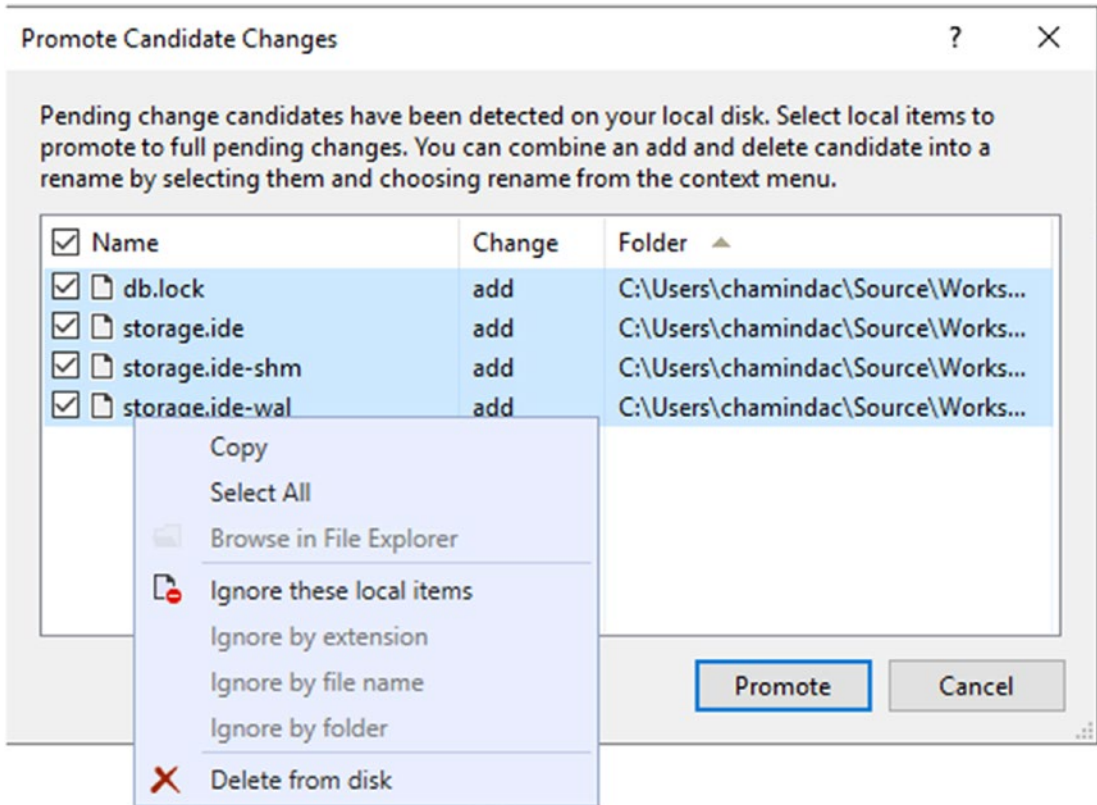 Promote Candidate Changes
?
Pending change candidates have been detected on your local disk. Select local items to
promote to full pending changes. You can combine an add and delete candidate into a
rename by selecting them and choosing rename from the context menu.
Name Change Folder
db.lock add C:\Users\chamindac\Source\Works...
storage.ide add C:\Users\chamindac\Source\Works...
storage.ide-shm add C:\Users\chamindac\Source\Works...
storage.ide-wal add C:\Users\chamindac\Source\Works...
Copy
Select All
Browse in File Explorer
Ignore these local items
Ignore by extension
Ignore by file name
Ignore by folder
Delete from disk
Promote Cancel